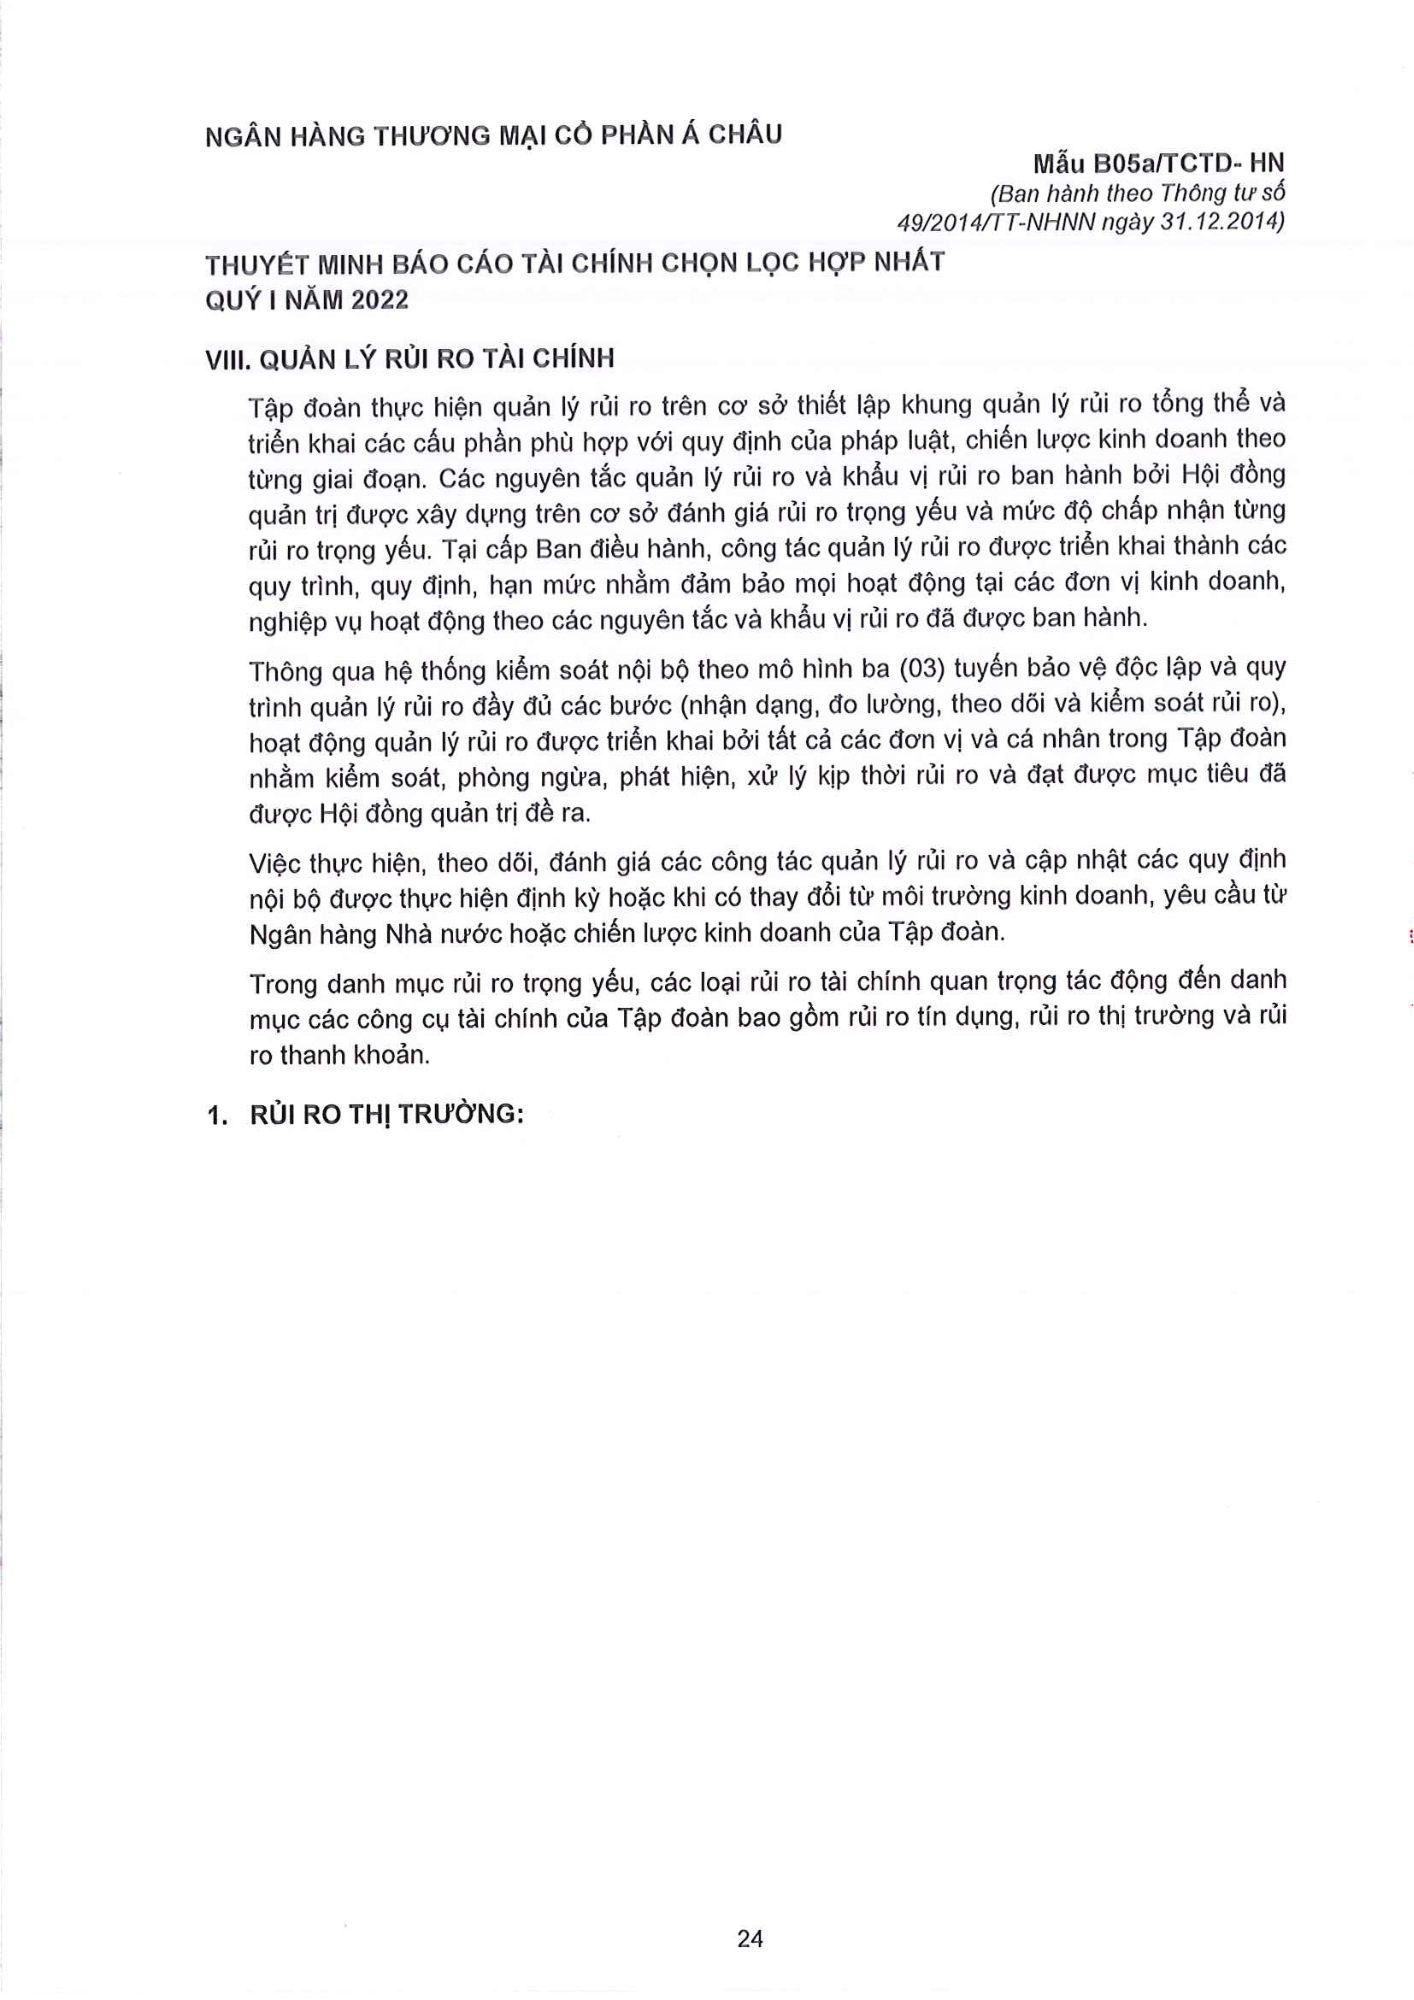 NGÂN HÀNG THƯƠNG MẠI CỔ PHẦN Á CHÂU
Mẫu B05a/TCTD- HN
(Ban hành theo Thông tư số
49/2014/TT-NHNN ngày 31.12.2014)
THUYẾT MINH BÁO CÁO TÀI CHÍNH CHỌN LỌC HỢP NHẤT
QUÝ I NĂM 2022
VIII. QUẢN LÝ RỦI RO TÀI CHÍNH
Tập đoàn thực hiện quản lý rủi ro trên cơ sở thiết lập khung quản lý rủi ro tổng thể và
triển khai các cấu phần phù hợp với quy định của pháp luật, chiến lược kinh doanh theo
từng giai đoạn. Các nguyên tắc quản lý rủi ro và khẩu vị rủi ro ban hành bởi Hội đồng
quản trị được xây dựng trên cơ sở đánh giá rủi ro trọng yếu và mức độ chấp nhận từng
rủi ro trọng yếu. Tại cấp Ban điều hành, công tác quản lý rủi ro được triển khai thành các
quy trình, quy định, hạn mức nhằm đảm bảo mọi hoạt động tại các đơn vị kinh doanh,
nghiệp vụ hoạt động theo các nguyên tắc và khẩu vị rủi ro đã được ban hành.
Thông qua hệ thống kiểm soát nội bộ theo mô hình ba (03) tuyến bảo vệ độc lập và quy
trình quản lý rủi ro đầy đủ các bước (nhận dạng, đo lường, theo dõi và kiểm soát rủi ro),
hoạt động quản lý rủi ro được triển khai bởi tất cả các đơn vị và cá nhân trong Tập đoàn
nhằm kiểm soát, phòng ngừa, phát hiện, xử lý kịp thời rủi ro và đạt được mục tiêu đã
được Hội đồng quản trị đề ra.
Việc thực hiện, theo dõi, đánh giá các công tác quản lý rủi ro và cập nhật các quy định
nội bộ được thực hiện định kỳ hoặc khi có thay đổi từ môi trường kinh doanh, yêu cầu từ
Ngân hàng Nhà nước hoặc chiến lược kinh doanh của Tập đoàn.
Trong danh mục rủi ro trọng yếu, các loại rủi ro tài chính quan trọng tác động đến danh
mục các công cụ tài chính của Tập đoàn bao gồm rủi ro tín dụng, rủi ro thị trường và rủi
ro thanh khoản.
1. RỦI RO THỊ TRƯỜNG:
24